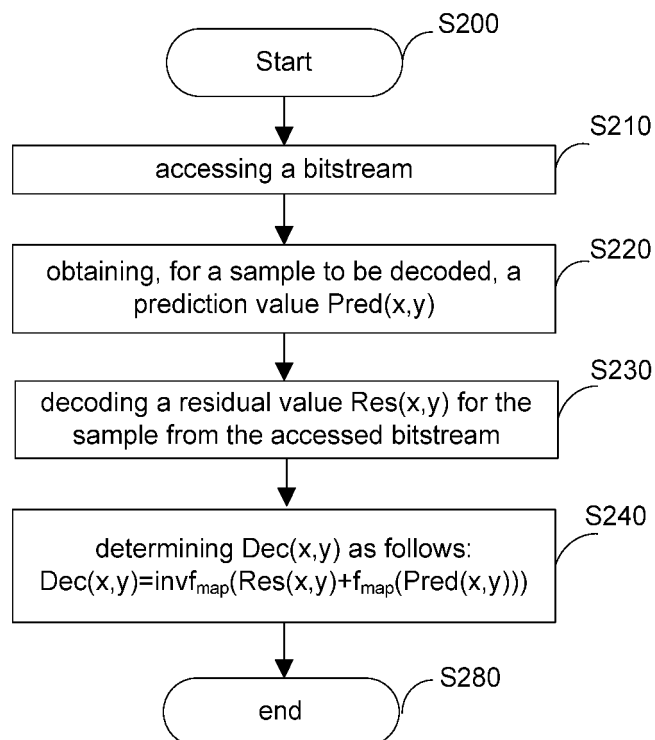 S200
Start
S210
accessing a bitstream
S220
obtaining, for a sample to be decoded, a
prediction value Pred(x,y)
S230
decoding a residual value Res(x,y) for the
sample from the accessed bitstream
S240
determining Dec(x,y) as follows:
Dec(x,y)=invfmap(Res(x,y)+fmap(Pred(x,y)))
S280
end